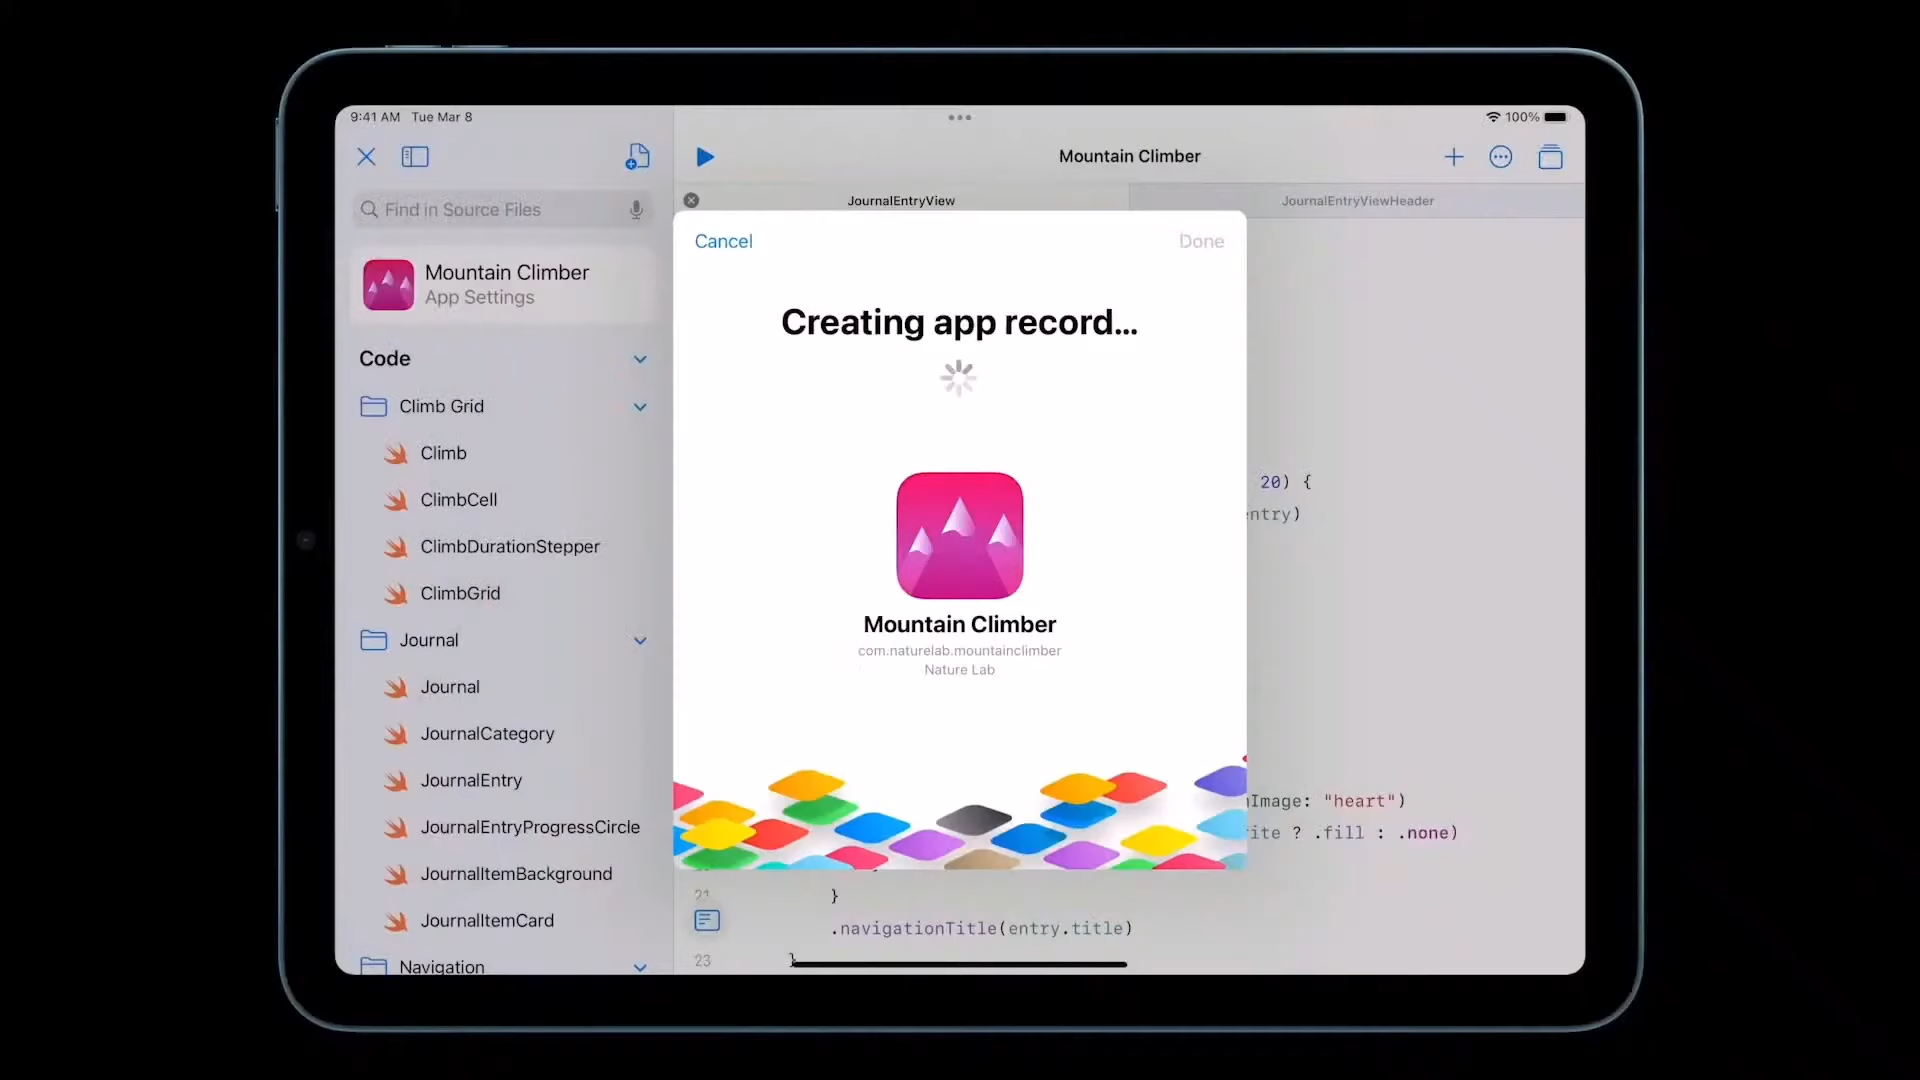 9:41 AM Tue Mar 8
100%
Mountain Climber
Find in Source Files
JournalEntryView
JournalEntryViewHeader
Mountain Climber
App Settings
Code
Climb Grid
Climb
ClimbCell
ClimbDurationStepper
ClimbGrid
Journal
Journal
JournalCategory
JournalEntry
JournalEntryProgressCircle
JournalItemBackground
JournalItemCard
Navigation
Cancel
Done
Creating app record...
Mountain Climber
com.naturelab.mountainclimber
Nature Lab
20) {
entry)
Image: "heart")
ite ? .fill : .none)
21
}
.navigationTitle(entry.title)
23
}